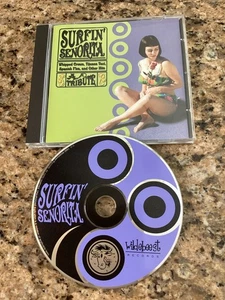 SURFIN'
SENORITA
Whipped Cream, Tijuana Taxi,
Spanish Flea, and Other Hits
TRIBUTE
SURFIN'
SENORITA
wildebeest
RECORDS